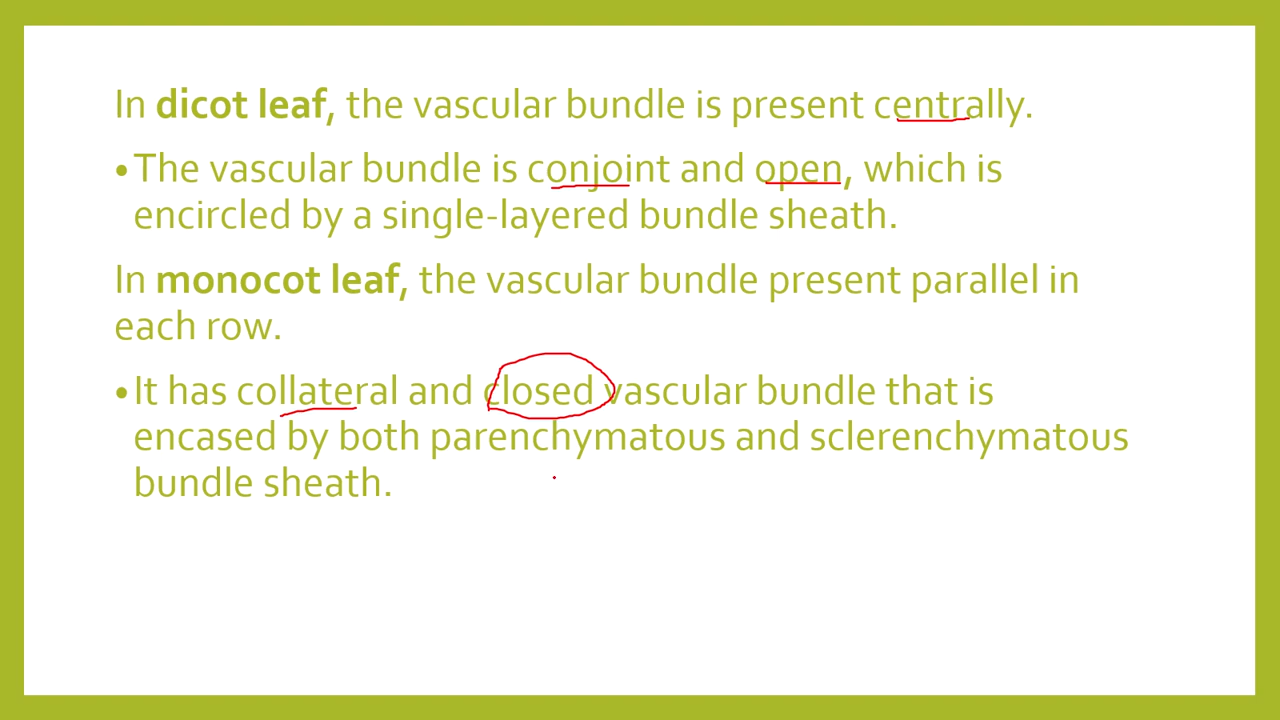 In dicot leaf, the vascular bundle is present centrally.
•The vascular bundle is conjoint and open, which is
encircled by a single-layered bundle sheath.
In monocot leaf, the vascular bundle present parallel in
each row.
•It has collateral and closed vascular bundle that is
encased by both parenchymatous and sclerenchymatous
bundle sheath.